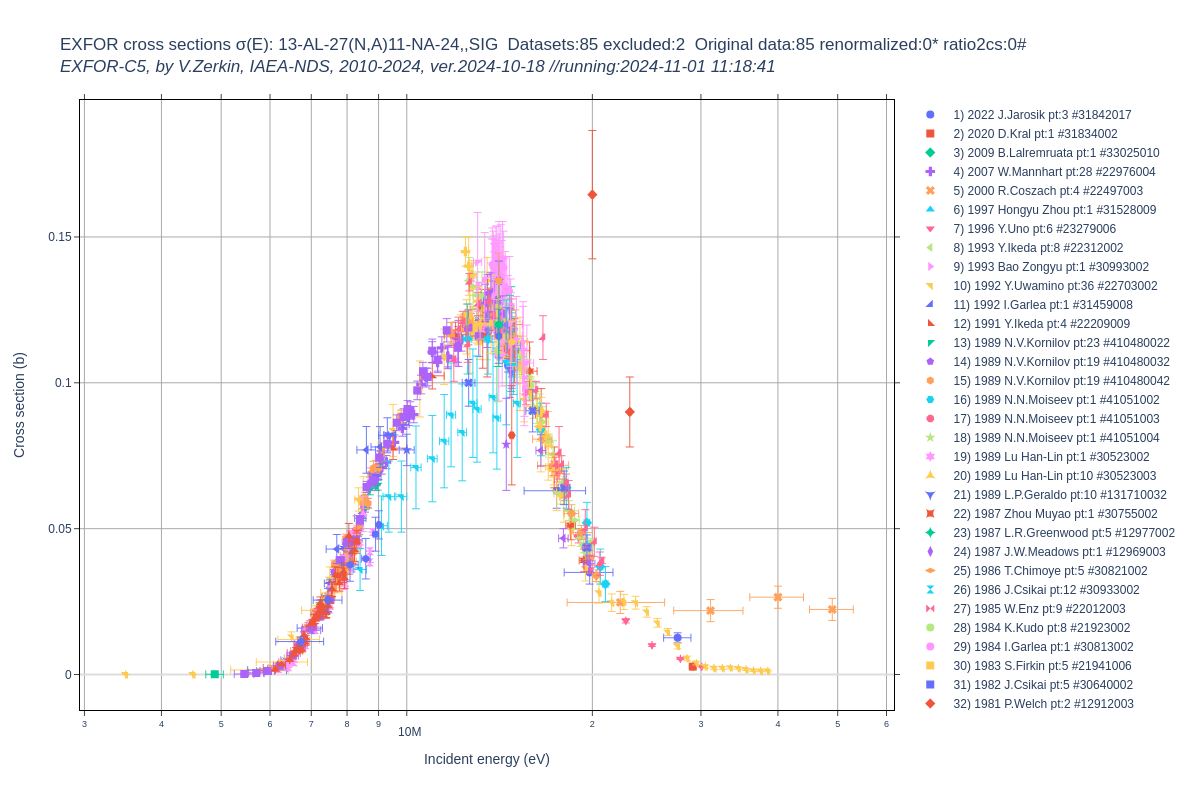 EXFOR cross sections σ(E): 13-AL-27(N,A)11-NA-24,,SIG  Datasets:85 excluded:2  Original data:85 renormalized:0* ratio2cs:0#
EXFOR-C5, by V.Zerkin, IAEA-NDS, 2010-2024, ver.2024-10-18 //running:2024-11-01 11:18:41
Cross section (b)
0.15
0.1
0.05
0
3 4 5 6 7 8 9 10M 2 3 4 5 6
Incident energy (eV)
1) 2022 J.Jarosik pt:3 #31842017
2) 2020 D.Kral pt:1 #31834002
3) 2009 B.Lalremruata pt:1 #33025010
4) 2007 W.Mannhart pt:28 #22976004
5) 2000 R.Coszach pt:4 #22497003
6) 1997 Hongyu Zhou pt:1 #31528009
7) 1996 Y.Uno pt:6 #23279006
8) 1993 Y.Ikeda pt:8 #22312002
9) 1993 Bao Zongyu pt:1 #30993002
10) 1992 Y.Uwamino pt:36 #22703002
11) 1992 I.Garlea pt:1 #31459008
12) 1991 Y.Ikeda pt:4 #22209009
13) 1989 N.V.Kornilov pt:23 #410480022
14) 1989 N.V.Kornilov pt:19 #410480032
15) 1989 N.V.Kornilov pt:19 #410480042
16) 1989 N.N.Moiseev pt:1 #41051002
17) 1989 N.N.Moiseev pt:1 #41051003
18) 1989 N.N.Moiseev pt:1 #41051004
19) 1989 Lu Han-Lin pt:1 #30523002
20) 1989 Lu Han-Lin pt:10 #30523003
21) 1989 L.P.Geraldo pt:10 #131710032
22) 1987 Zhou Muyao pt:1 #30755002
23) 1987 L.R.Greenwood pt:5 #12977002
24) 1987 J.W.Meadows pt:1 #12969003
25) 1986 T.Chimoye pt:5 #30821002
26) 1986 J.Csikai pt:12 #30933002
27) 1985 W.Enz pt:9 #22012003
28) 1984 K.Kudo pt:8 #21923002
29) 1984 I.Garlea pt:1 #30813002
30) 1983 S.Firkin pt:5 #21941006
31) 1982 J.Csikai pt:5 #30640002
32) 1981 P.Welch pt:2 #12912003